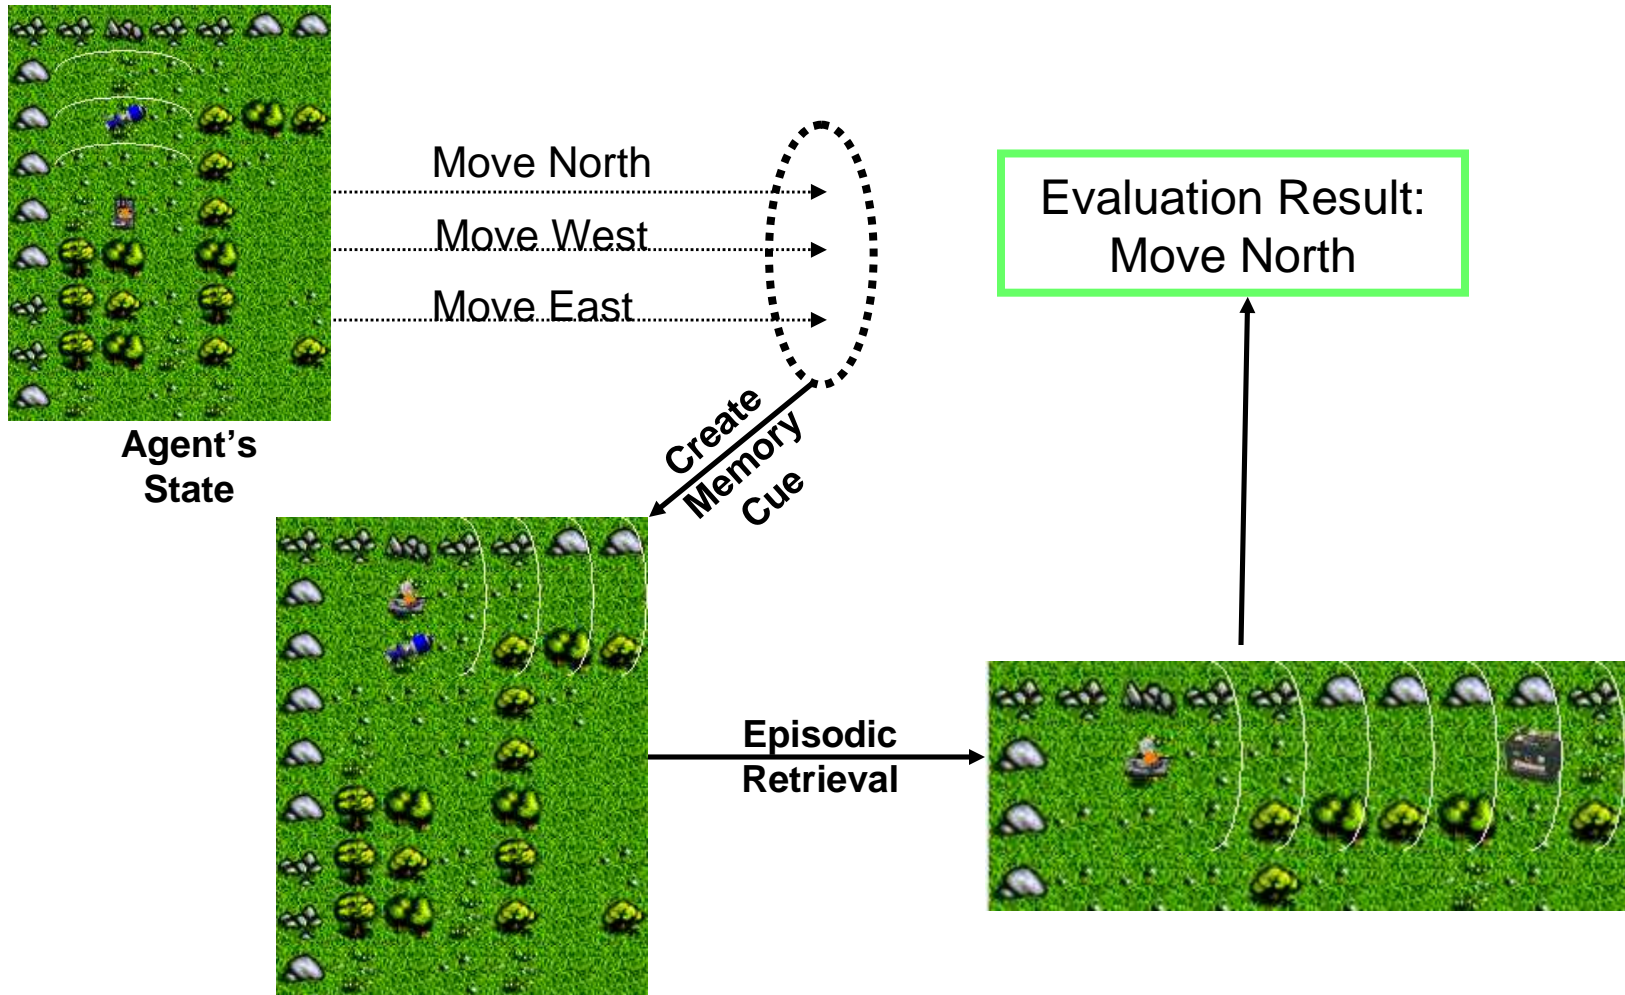 Move North
Move West
Move East
Evaluation Result:
Move North
Agent's
State
Create
Memory
Cue
Episodic
Retrieval